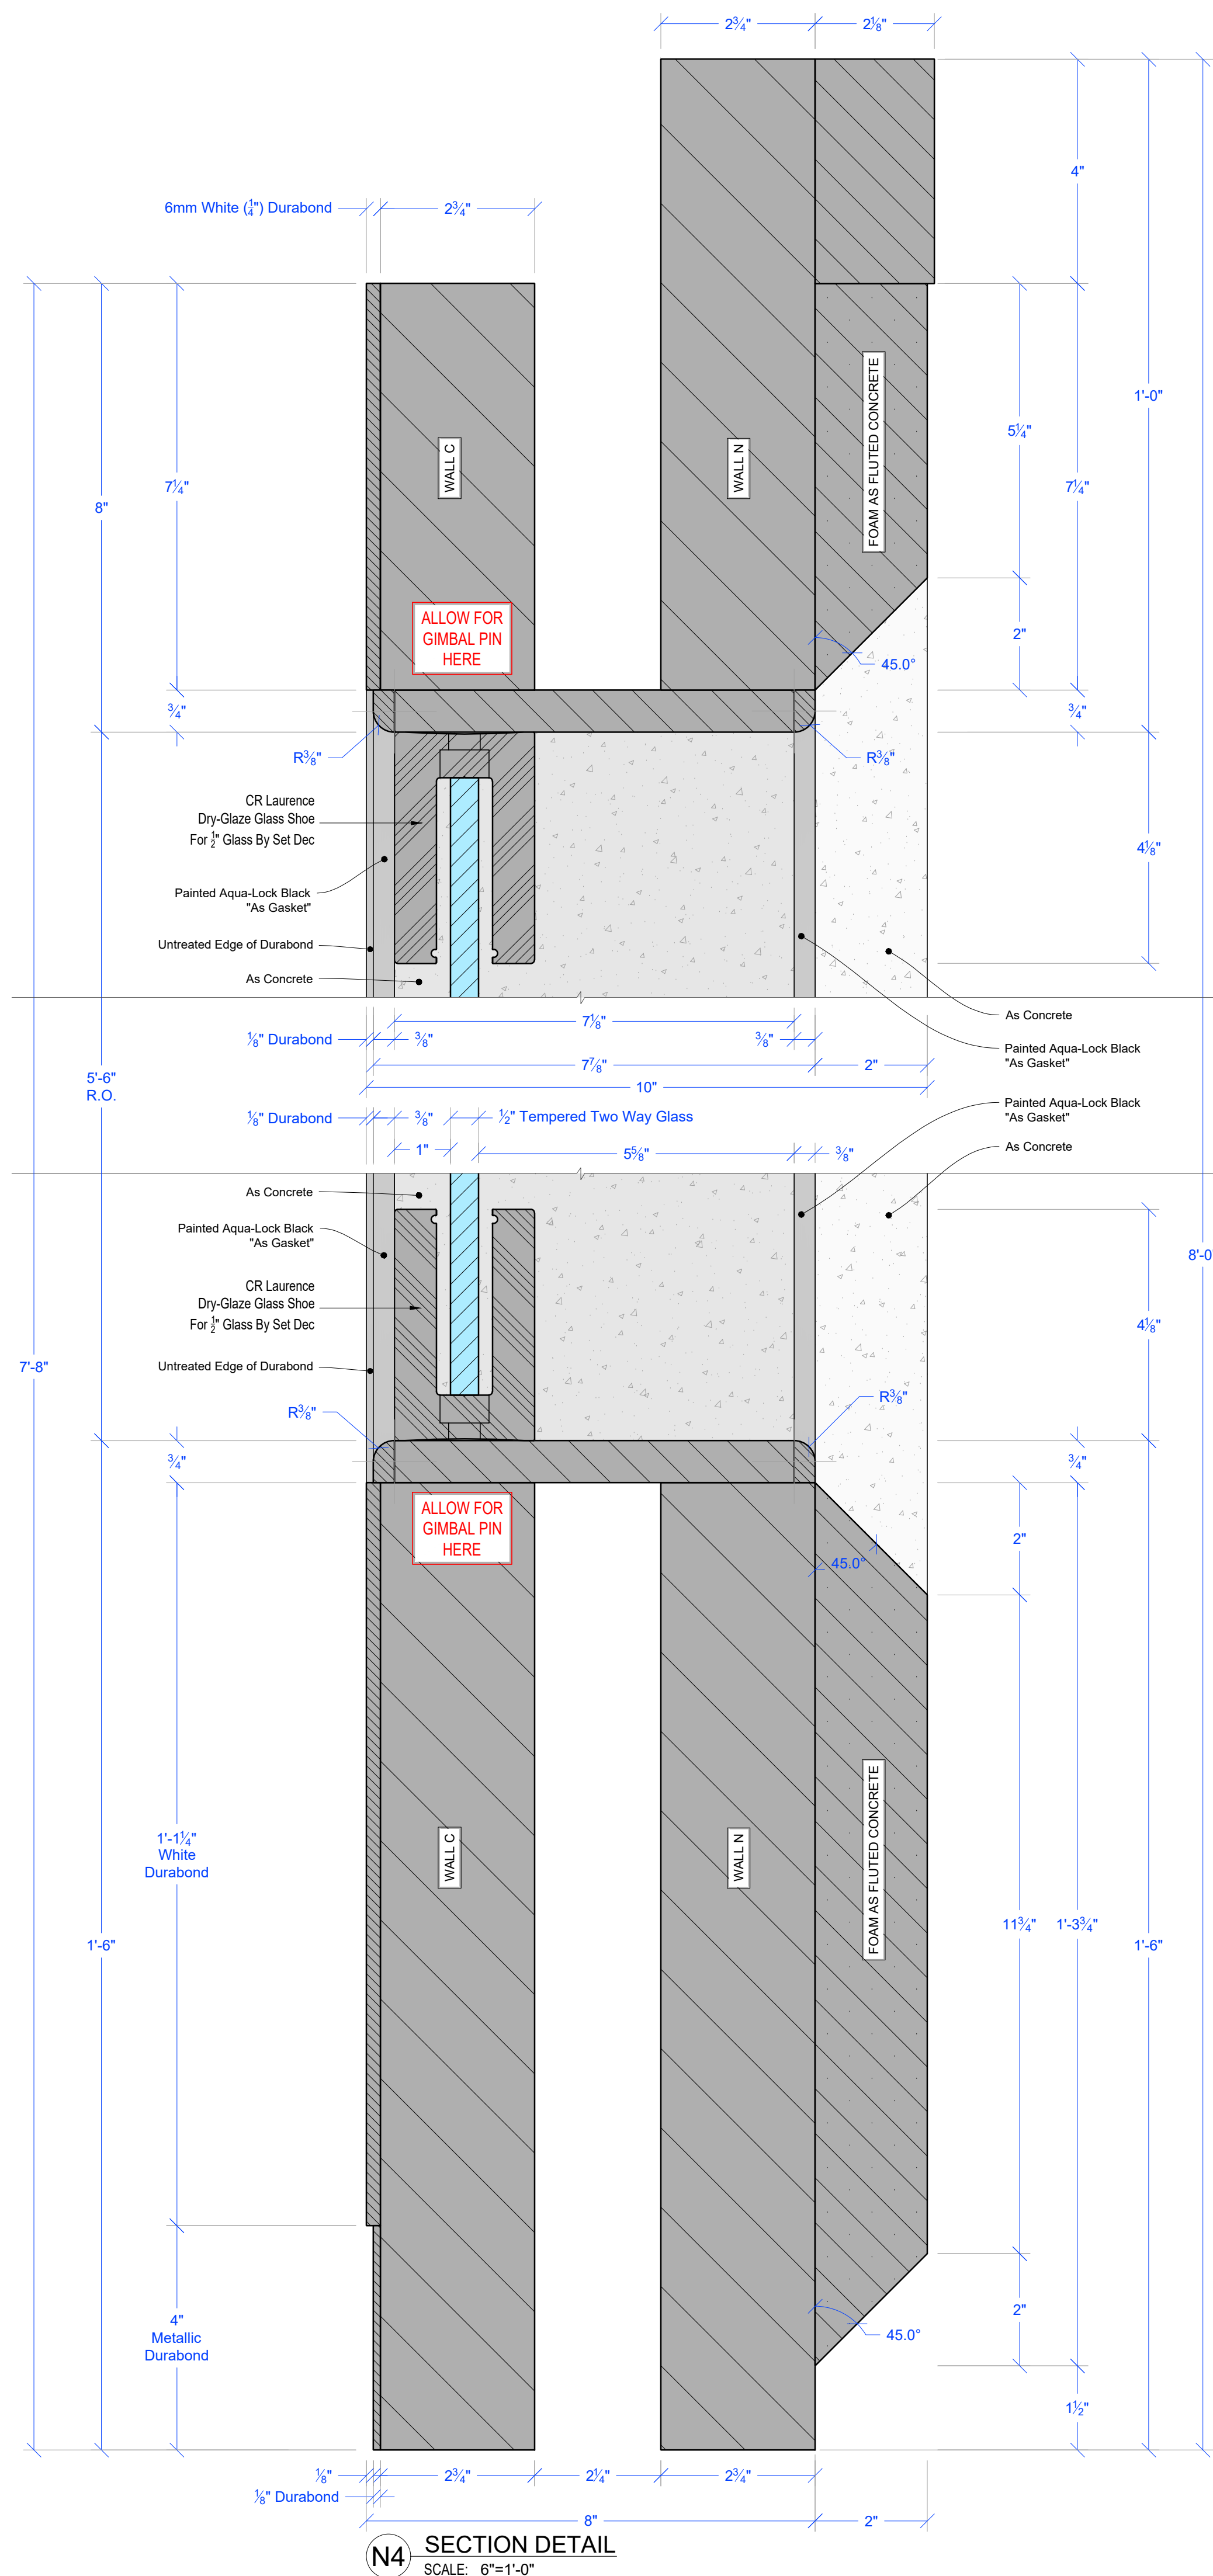 2¾"
2⅛"
4"
6mm White (¼") Durabond
2¾"
1'-0"
WALL C
WALL N
FOAM AS FLUTED CONCRETE
5¼"
7¼"
8"
7¼"
ALLOW FOR
GIMBAL PIN
HERE
2"
45.0°
¾"
¾"
R⅜"
R⅜"
CR Laurence
Dry-Glaze Glass Shoe
For ½" Glass By Set Dec
4⅛"
Painted Aqua-Lock Black
"As Gasket"
Untreated Edge of Durabond
As Concrete
As Concrete
7⅛"
⅛" Durabond
⅜"
⅜"
Painted Aqua-Lock Black
"As Gasket"
7⅞"
2"
5'-6"
R.O.
10"
Painted Aqua-Lock Black
"As Gasket"
⅛" Durabond
⅜"
½" Tempered Two Way Glass
As Concrete
1"
5⅝"
⅜"
As Concrete
Painted Aqua-Lock Black
"As Gasket"
8'-0
CR Laurence
Dry-Glaze Glass Shoe
For ½" Glass By Set Dec
4⅛"
7'-8"
Untreated Edge of Durabond
R⅜"
R⅜"
¾"
¾"
ALLOW FOR
GIMBAL PIN
HERE
2"
45.0°
1'-1¼"
White
Durabond
WALL C
WALL N
FOAM AS FLUTED CONCRETE
11¾"
1'-3¾"
1'-6"
1'-6"
4"
Metallic
Durabond
2"
45.0°
1½"
⅛"
2¾"
2¼"
2¾"
⅛" Durabond
8"
2"
N4
SECTION DETAIL
SCALE: 6"=1'-0"